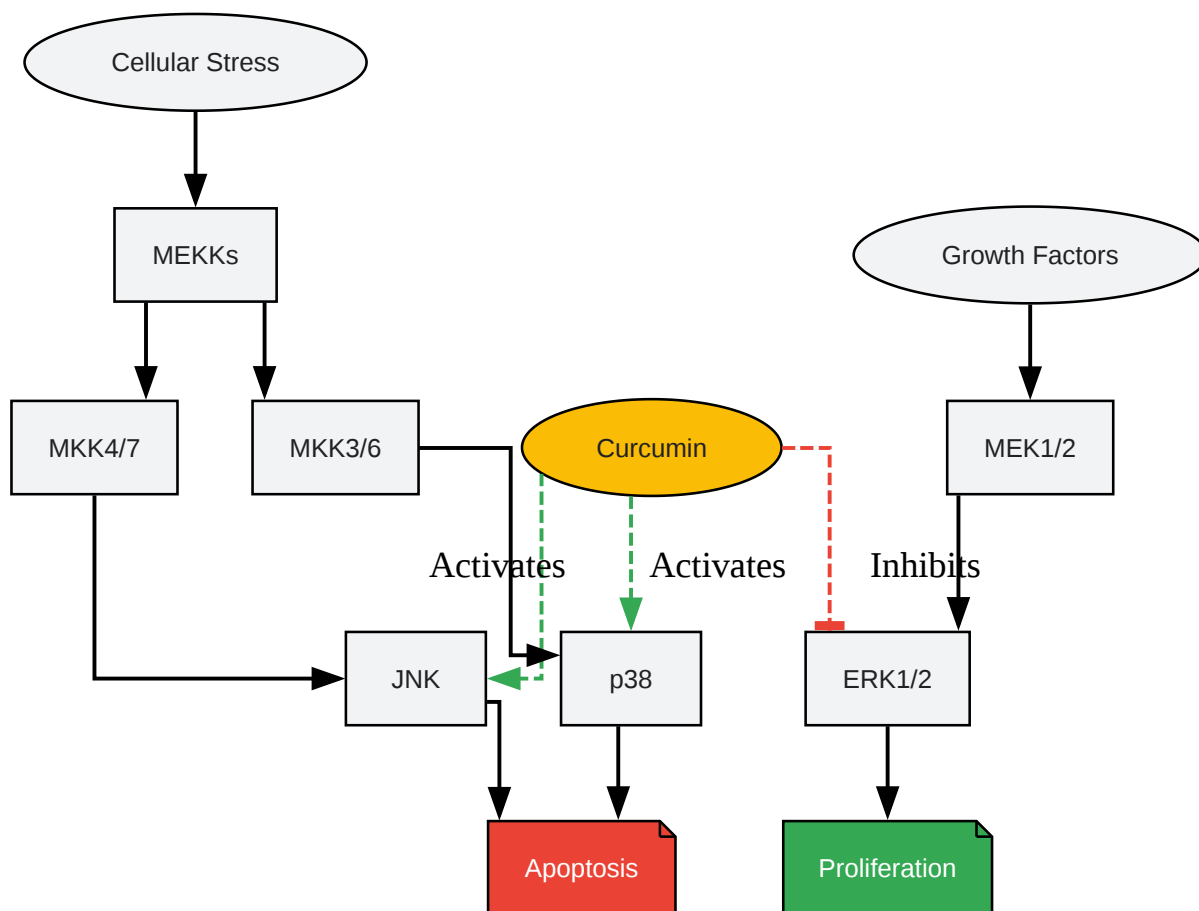 Cellular Stress
MEKKs
Growth Factors
MKK4/7
MKK3/6
Curcumin
MEK1/2
Activates
Activates
Inhibits
JNK
p38
ERK1/2
Apoptosis
Proliferation